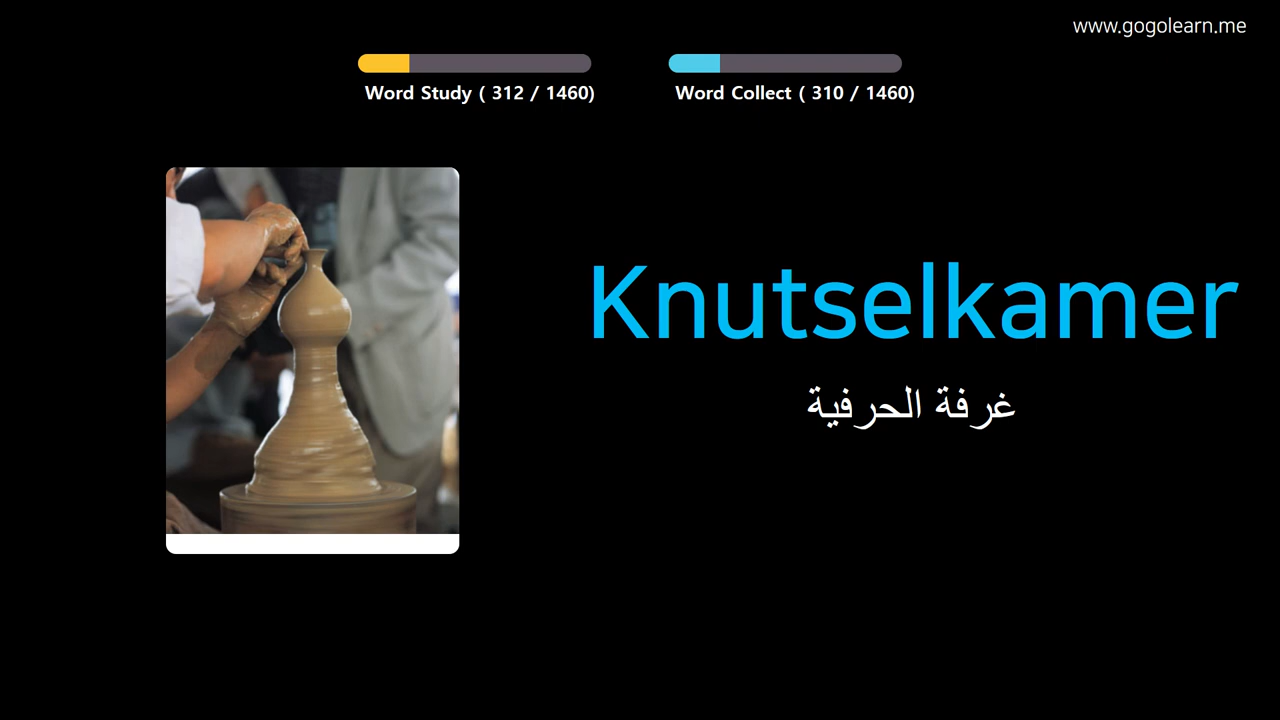 www.gogolearn.me
Word Study ( 312 / 1460)
Word Collect ( 310 / 1460)
Knutselkamer
غرفة الحرفية